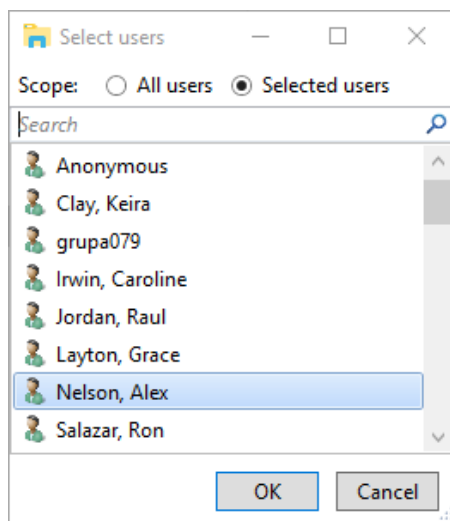 Select users
Scope: All users Selected users
Search
Anonymous
Clay, Keira
grupa079
Irwin, Caroline
Jordan, Raul
Layton, Grace
Nelson, Alex
Salazar, Ron
OK Cancel